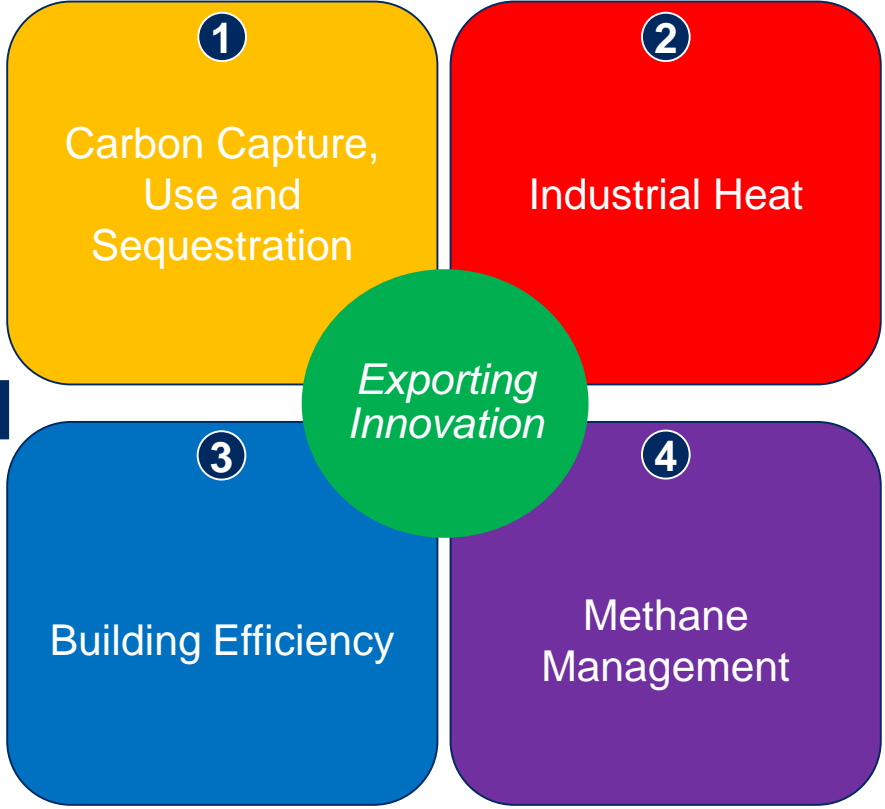 1
Carbon Capture,
Use and
Sequestration
2
Industrial Heat
Exporting
Innovation
3
Building Efficiency
4
Methane
Management